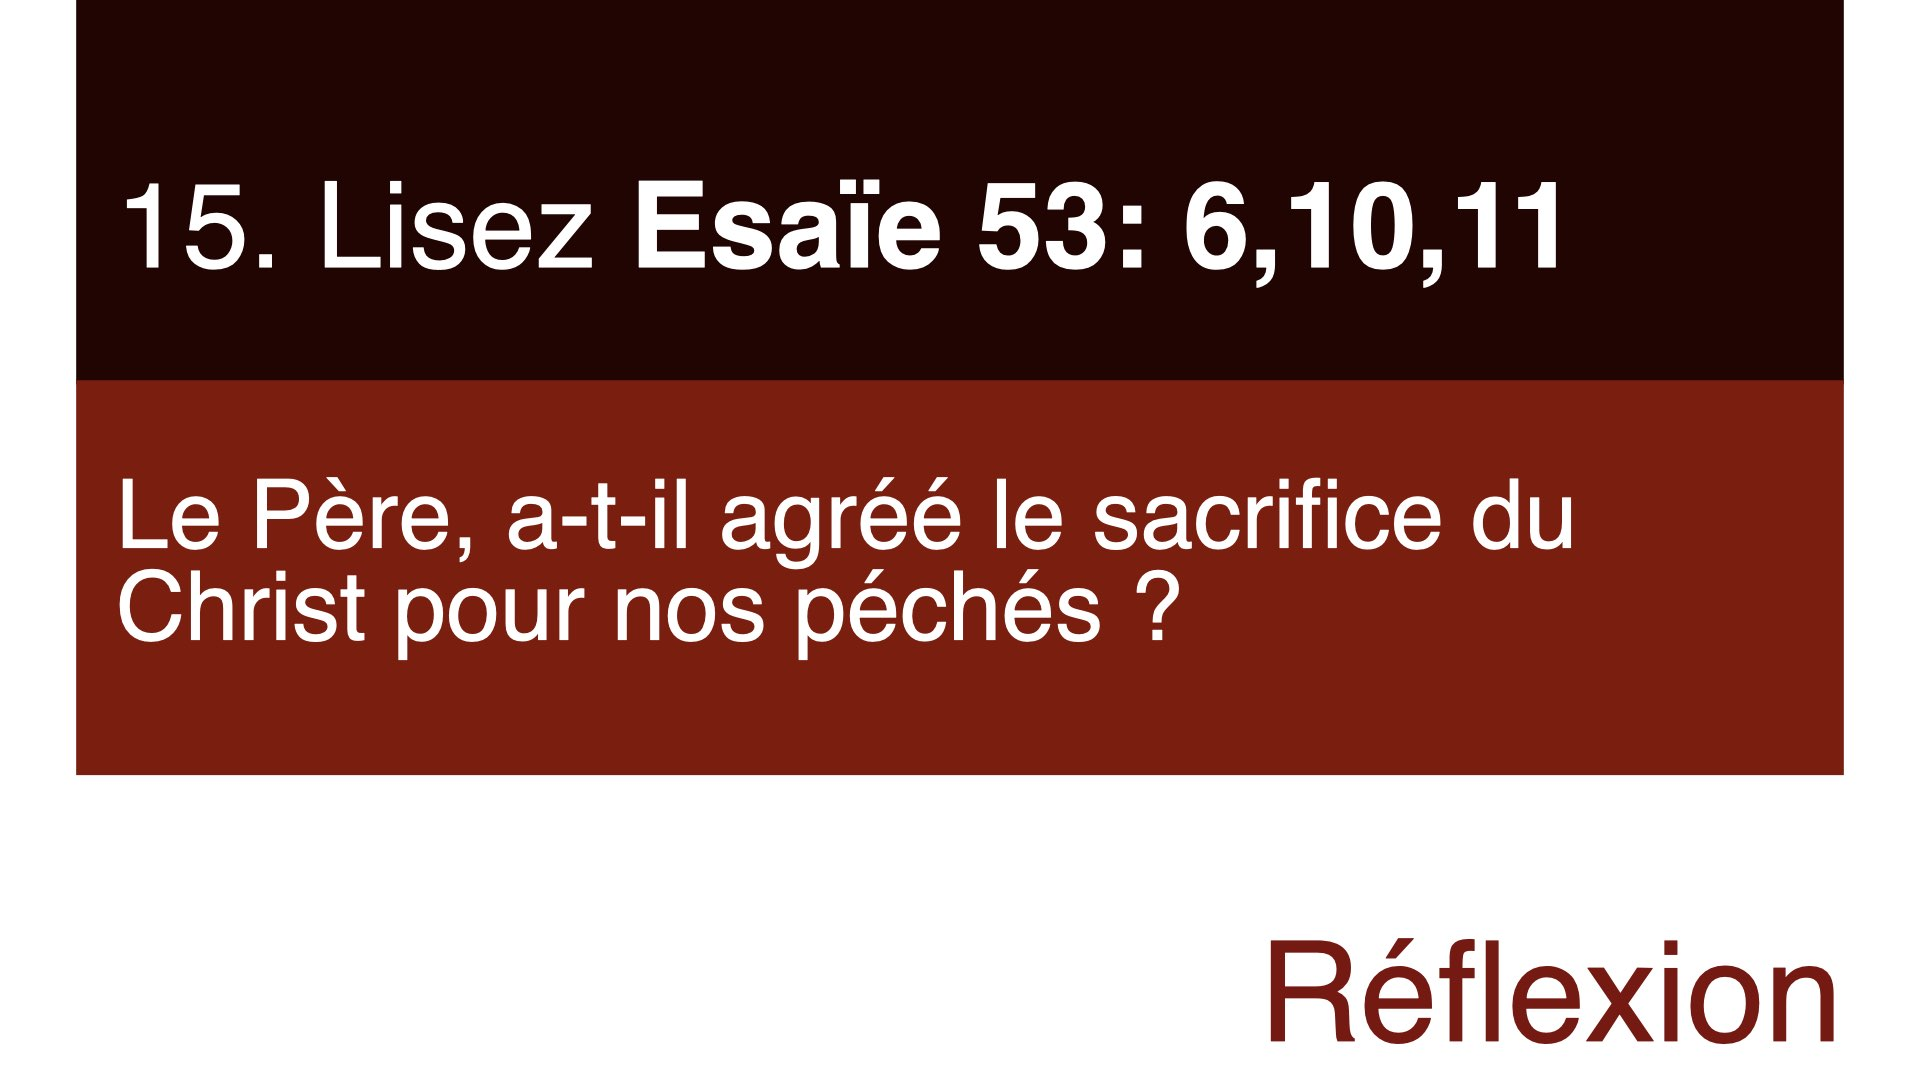 15. Lisez Esaïe 53: 6,10,11
Le Père, a-t-il agréé le sacrifice du
Christ pour nos péchés ?
Réflexion